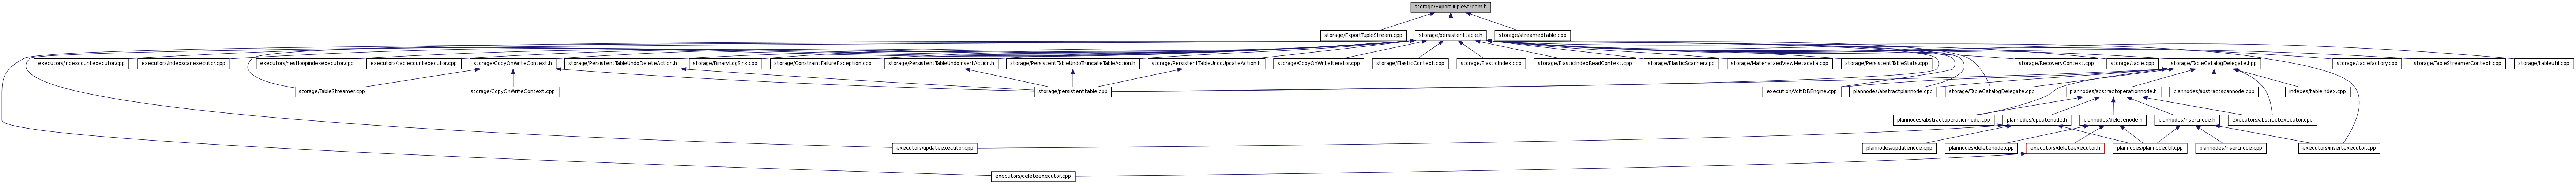 storage/ExportTupleStream.h
storage/ExportTupleStream.cpp
storage/persistenttable.h
storage/streamedtable.cpp
executors/indexcountexecutor.cpp
executors/indexscanexecutor.cpp
executors/nestloopindexexecutor.cpp
executors/tablecountexecutor.cpp
storage/CopyOnWriteContext.h
storage/PersistentTableUndoDeleteAction.h
storage/BinaryLogSink.cpp
storage/ConstraintFailureException.cpp
storage/PersistentTableUndoInsertAction.h
storage/PersistentTableUndoTruncateTableAction.h
storage/PersistentTableUndoUpdateAction.h
storage/CopyOnWriteIterator.cpp
storage/ElasticContext.cpp
storage/ElasticIndex.cpp
storage/ElasticIndexReadContext.cpp
storage/ElasticScanner.cpp
storage/MaterializedViewMetadata.cpp
storage/PersistentTableStats.cpp
storage/RecoveryContext.cpp
storage/table.cpp
storage/TableCatalogDelegate.hpp
storage/tablefactory.cpp
storage/TableStreamerContext.cpp
storage/tableutil.cpp
storage/TableStreamer.cpp
storage/CopyOnWriteContext.cpp
storage/persistenttable.cpp
execution/VoltDBEngine.cpp
plannodes/abstractplannode.cpp
storage/TableCatalogDelegate.cpp
plannodes/abstractoperationnode.h
plannodes/abstractscannode.cpp
indexes/tableindex.cpp
plannodes/abstractoperationnode.cpp
plannodes/updatenode.h
plannodes/deletenode.h
plannodes/insertnode.h
executors/abstractexecutor.cpp
executors/updateexecutor.cpp
plannodes/updatenode.cpp
plannodes/deletenode.cpp
executors/deleteexecutor.h
plannodes/plannodeutil.cpp
plannodes/insertnode.cpp
executors/insertexecutor.cpp
executors/deleteexecutor.cpp